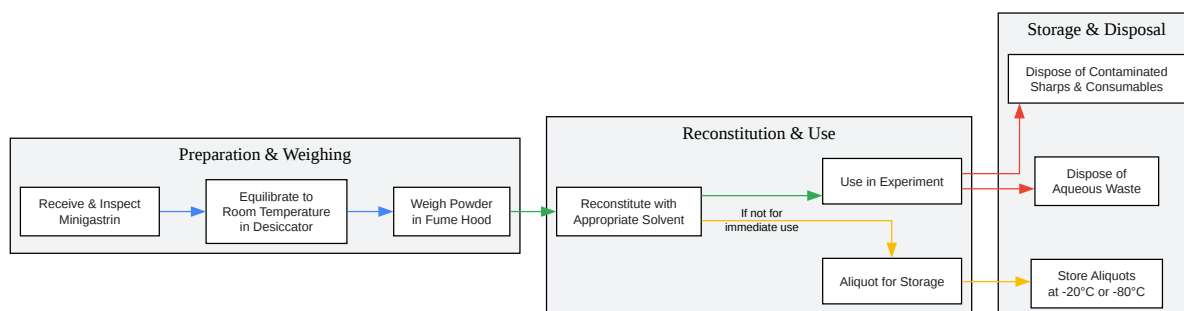 Preparation & Weighing
Receive & Inspect
Minigastrin
Equilibrate to
Room Temperature
in Desiccator
Weigh Powder
in Fume Hood
Reconstitution & Use
Reconstitute with
Appropriate Solvent
If not for
immediate use
Use in Experiment
Aliquot for Storage
Storage & Disposal
Dispose of Contaminated
Sharps & Consumables
Dispose of
Aqueous Waste
Store Aliquots
at -20°C or -80°C